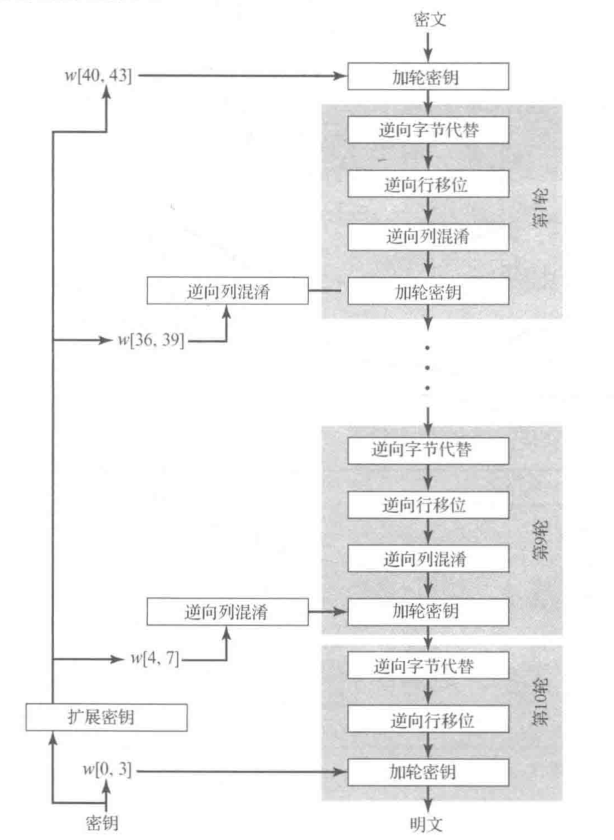 密文
w[40, 43]
加轮密钥
逆向字节代替
逆向行移位
第1轮
逆向列混淆
逆向列混淆
加轮密钥
w[36, 39]
逆向字节代替
逆向行移位
第9轮
逆向列混淆
逆向列混淆
加轮密钥
w[4, 7]
逆向字节代替
扩展密钥
逆向行移位
第10轮
w[0, 3]
加轮密钥
密钥
明文